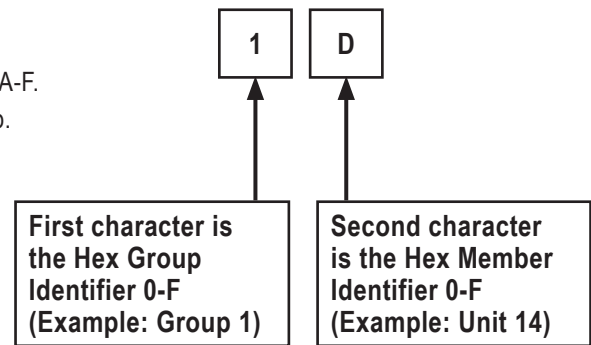 1 D
A-F.
.
First character is
the Hex Group
Identifier 0-F
(Example: Group 1)
Second character
is the Hex Member
Identifier 0-F
(Example: Unit 14)